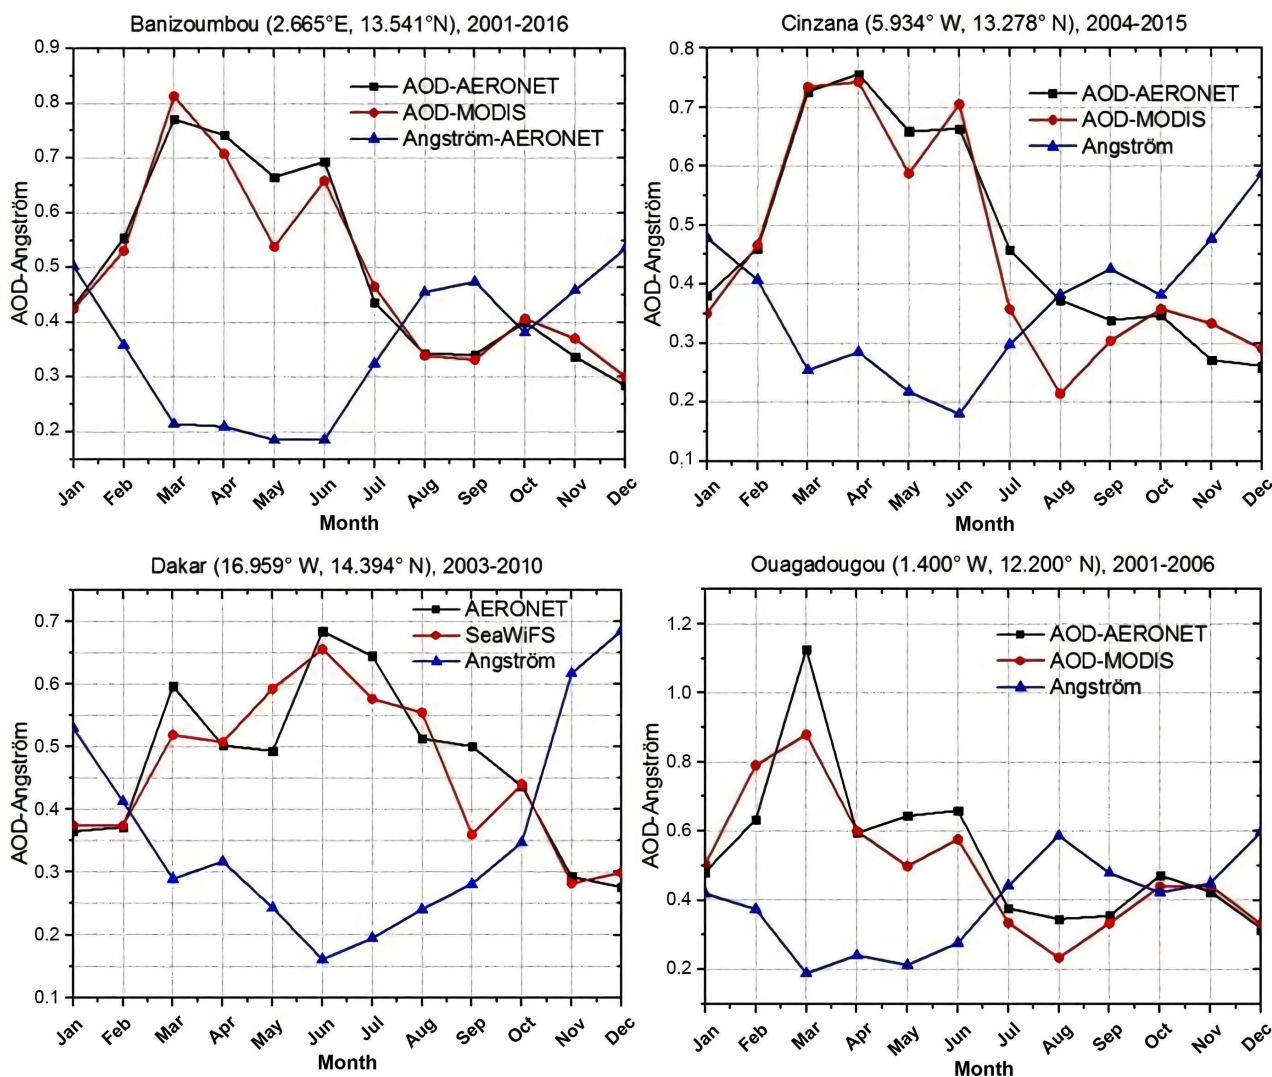 Banizoumbou (2.665°E, 13.541°N), 2001-2016
AOD-AERONET
AOD-MODIS
Angström-AERONET
AOD-Angström
0.9
0.8
0.7
0.6
0.5
0.4
0.3
0.2
Jan Feb Mar Apr May Jun Jul Aug Sep Oct Nov Dec
Month
Cinzana (5.934° W, 13.278° N), 2004-2015
AOD-AERONET
AOD-MODIS
Angström
AOD-Angström
0.8
0.7
0.6
0.5
0.4
0.3
0.2
0.1
Jan Feb Mar Apr May Jun Jul Aug Sep Oct Nov Dec
Month
Dakar (16.959° W, 14.394° N), 2003-2010
AERONET
SeaWiFS
Angström
AOD-Angström
0.7
0.6
0.5
0.4
0.3
0.2
0.1
Jan Feb Mar Apr May Jun Jul Aug Sep Oct Nov Dec
Month
Ouagadougou (1.400° W, 12.200° N), 2001-2006
AOD-AERONET
AOD-MODIS
Angström
AOD-Angström
1.2
1.0
0.8
0.6
0.4
0.2
Jan Feb Mar Apr May Jun Jul Aug Sep Oct Nov Dec
Month